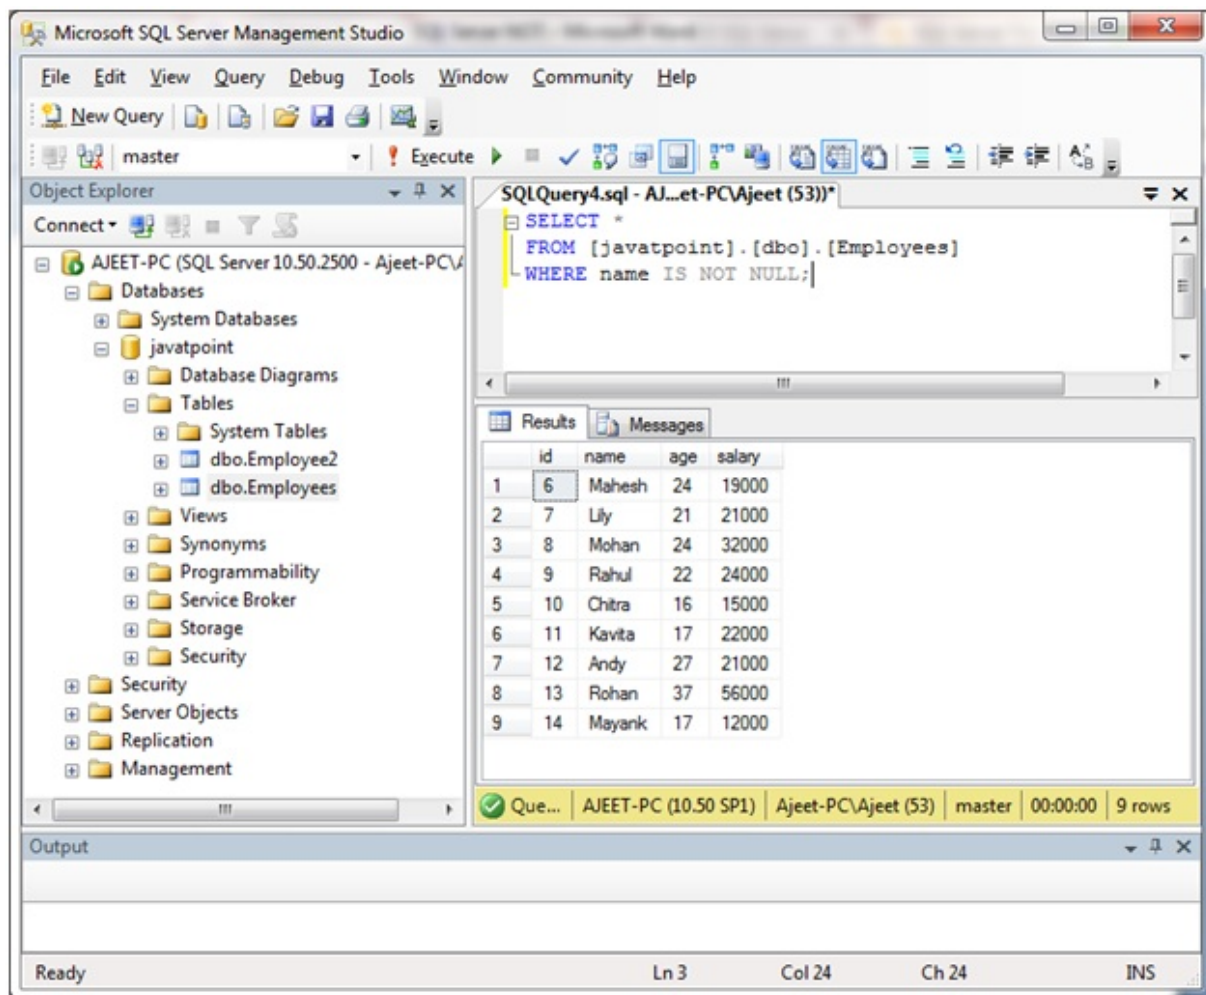 Microsoft SQL Server Management Studio
File Edit View Query Debug Tools Window Community Help
New Query
master Execute
Object Explorer
Connect
AJEET-PC (SQL Server 10.50.2500 - Ajeet-PC\A
Databases
System Databases
javatpoint
Database Diagrams
Tables
System Tables
dbo.Employee2
dbo.Employees
Views
Synonyms
Programmability
Service Broker
Storage
Security
Security
Server Objects
Replication
Management
SQLQuery4.sql - AJ...et-PC\Ajeet (53))*
SELECT *
FROM [javatpoint].[dbo].[Employees]
WHERE name IS NOT NULL;
Results Messages
id name age salary
1 6 Mahesh 24 19000
2 7 Lily 21 21000
3 8 Mohan 24 32000
4 9 Rahul 22 24000
5 10 Chitra 16 15000
6 11 Kavita 17 22000
7 12 Andy 27 21000
8 13 Rohan 37 56000
9 14 Mayank 17 12000
Que... AJEET-PC (10.50 SP1) Ajeet-PC\Ajeet (53) master 00:00:00 9 rows
Output
Ready Ln 3 Col 24 Ch 24 INS